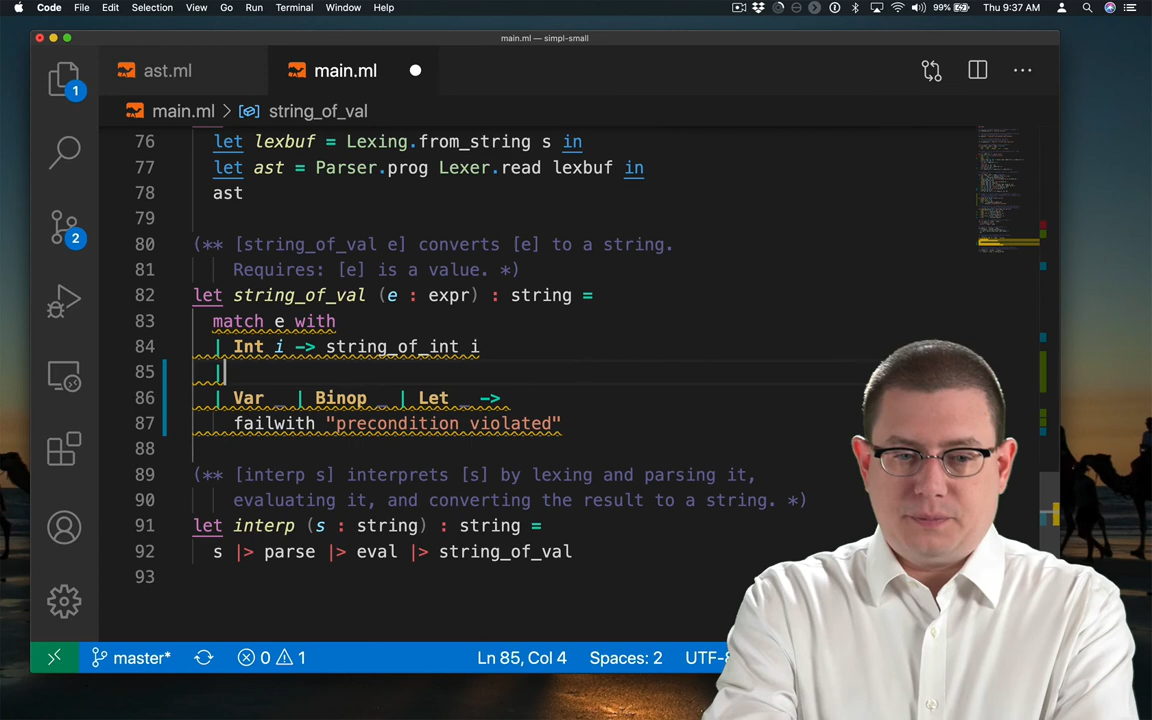 Code File Edit Selection View Go Run Terminal Window Help 99% Thu 9:37 AM
main.ml — simpl-small
ast.ml main.ml
main.ml > string_of_val
1
2
76 let lexbuf = Lexing.from_string s in
77 let ast = Parser.prog Lexer.read lexbuf in
78 ast
79
80 (** [string_of_val e] converts [e] to a string.
81 Requires: [e] is a value. *)
82 let string_of_val (e : expr) : string =
83 match e with
84 | Int i -> string_of_int i
85 |
86 | Var _ | Binop _ | Let _ ->
87 failwith "precondition violated"
88
89 (** [interp s] interprets [s] by lexing and parsing it,
90 evaluating it, and converting the result to a string. *)
91 let interp (s : string) : string =
92 s |> parse |> eval |> string_of_val
93
master* 0 1 Ln 85, Col 4 Spaces: 2 UTF-8